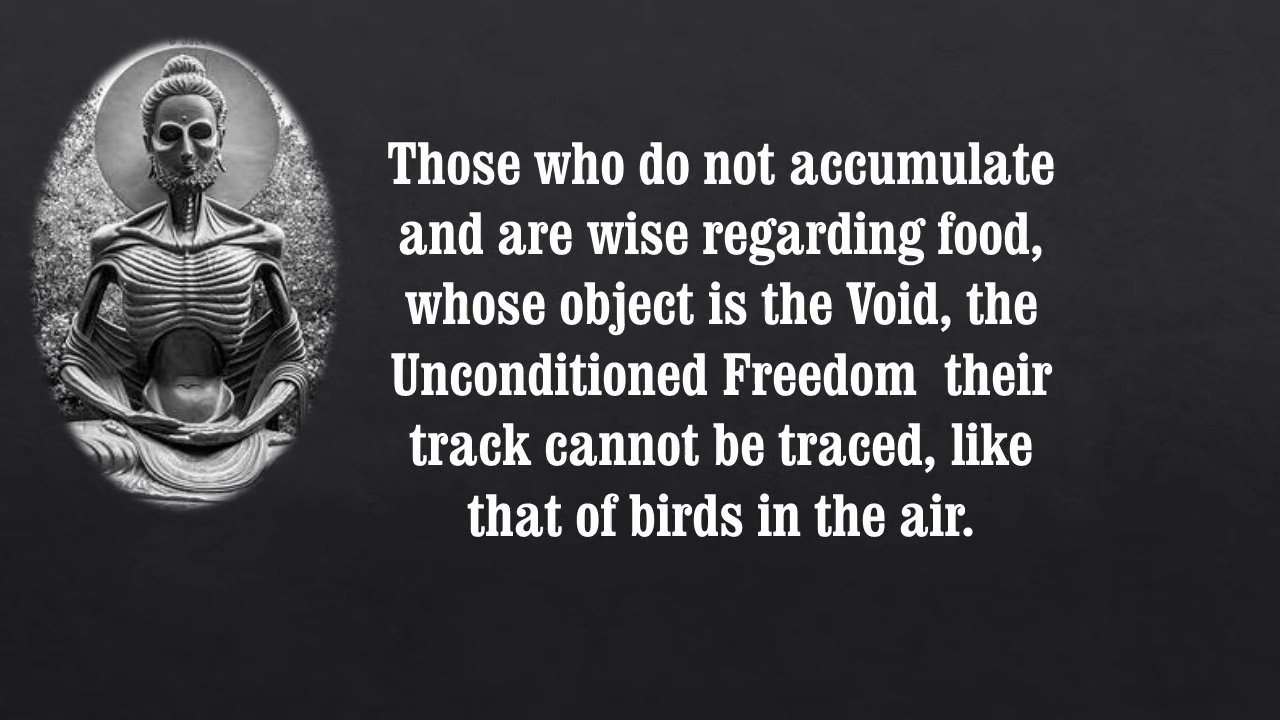 Those who do not accumulate
and are wise regarding food,
whose object is the Void, the
Unconditioned Freedom  their
track cannot be traced, like
that of birds in the air.